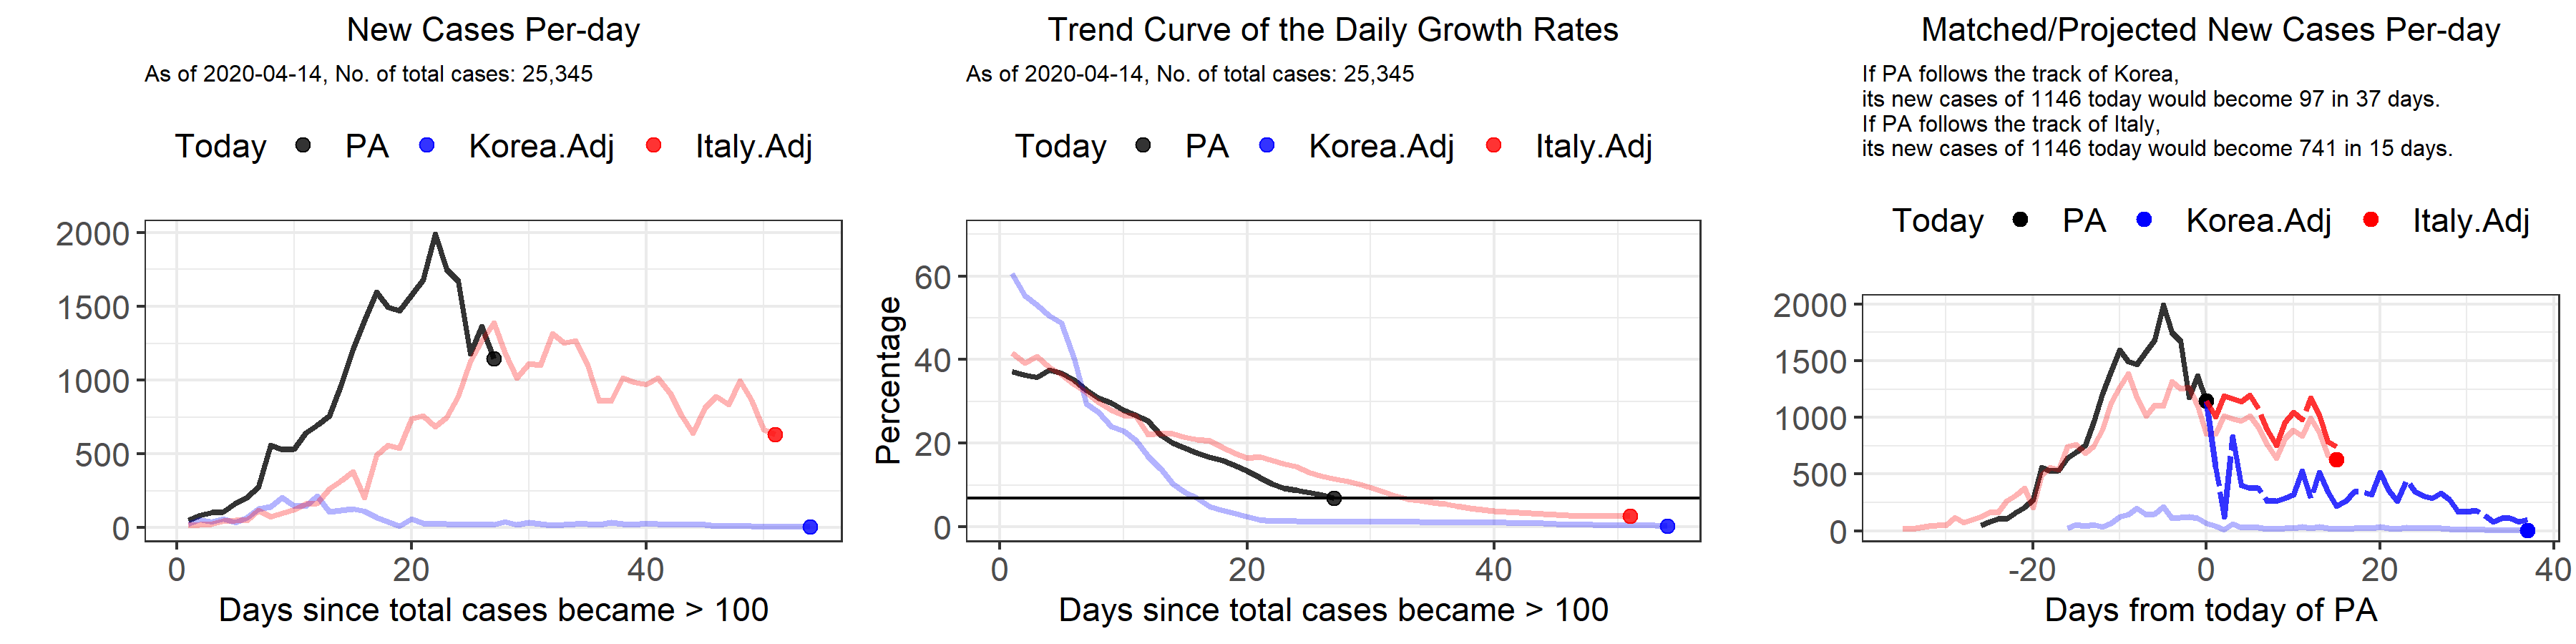 New Cases Per-day
As of 2020-04-14, No. of total cases: 25,345
Today PA Korea.Adj Italy.Adj
2000
1500
1000
500
0
0 20 40
Days since total cases became > 100
Trend Curve of the Daily Growth Rates
As of 2020-04-14, No. of total cases: 25,345
Today PA Korea.Adj Italy.Adj
Percentage
60
40
20
0
0 20 40
Days since total cases became > 100
Matched/Projected New Cases Per-day
If PA follows the track of Korea,
its new cases of 1146 today would become 97 in 37 days.
If PA follows the track of Italy,
its new cases of 1146 today would become 741 in 15 days.
Today PA Korea.Adj Italy.Adj
2000
1500
1000
500
0
-20 0 20 40
Days from today of PA